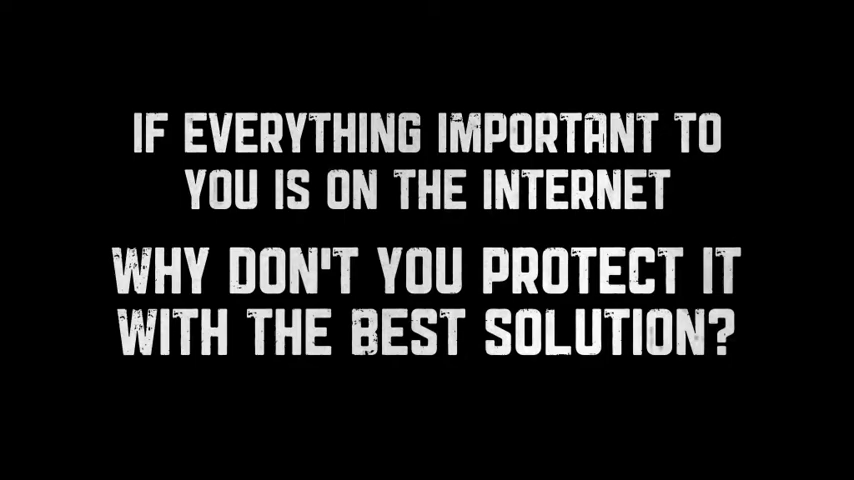 IF EVERYTHING IMPORTANT TO
YOU IS ON THE INTERNET
WHY DON'T YOU PROTECT IT
WITH THE BEST SOLUTION?